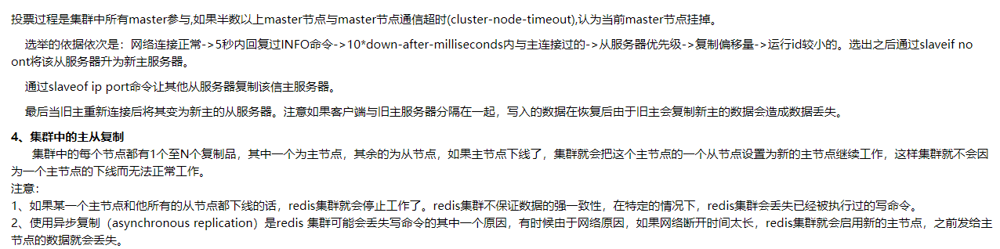 投票过程是集群中所有master参与,如果半数以上master节点与master节点通信超时(cluster-node-timeout),认为当前master节点挂掉。
选举的依据依次是：网络连接正常->5秒内回复过INFO命令->10*down-after-milliseconds内与主连接过的->从服务器优先级->复制偏移量->运行id较小的。选出之后通过slaveif no
ont将该从服务器升为新主服务器。
通过slaveof ip port命令让其他从服务器复制该信主服务器。
最后当旧主重新连接后将其变为新主的从服务器。注意如果客户端与旧主服务器分隔在一起，写入的数据在恢复后由于旧主会复制新主的数据会造成数据丢失。
4、集群中的主从复制
集群中的每个节点都有1个至N个复制品，其中一个为主节点，其余的为从节点，如果主节点下线了，集群就会把这个主节点的一个从节点设置为新的主节点继续工作，这样集群就不会因
为一个主节点的下线而无法正常工作。
注意：
1、如果某一个主节点和他所有的从节点都下线的话，redis集群就会停止工作了。redis集群不保证数据的强一致性，在特定的情况下，redis集群会丢失已经被执行过的写命令。
2、使用异步复制（asynchronous replication）是redis 集群可能会丢失写命令的其中一个原因，有时候由于网络原因，如果网络断开时间太长，redis集群就会启用新的主节点，之前发给主
节点的数据就会丢失。